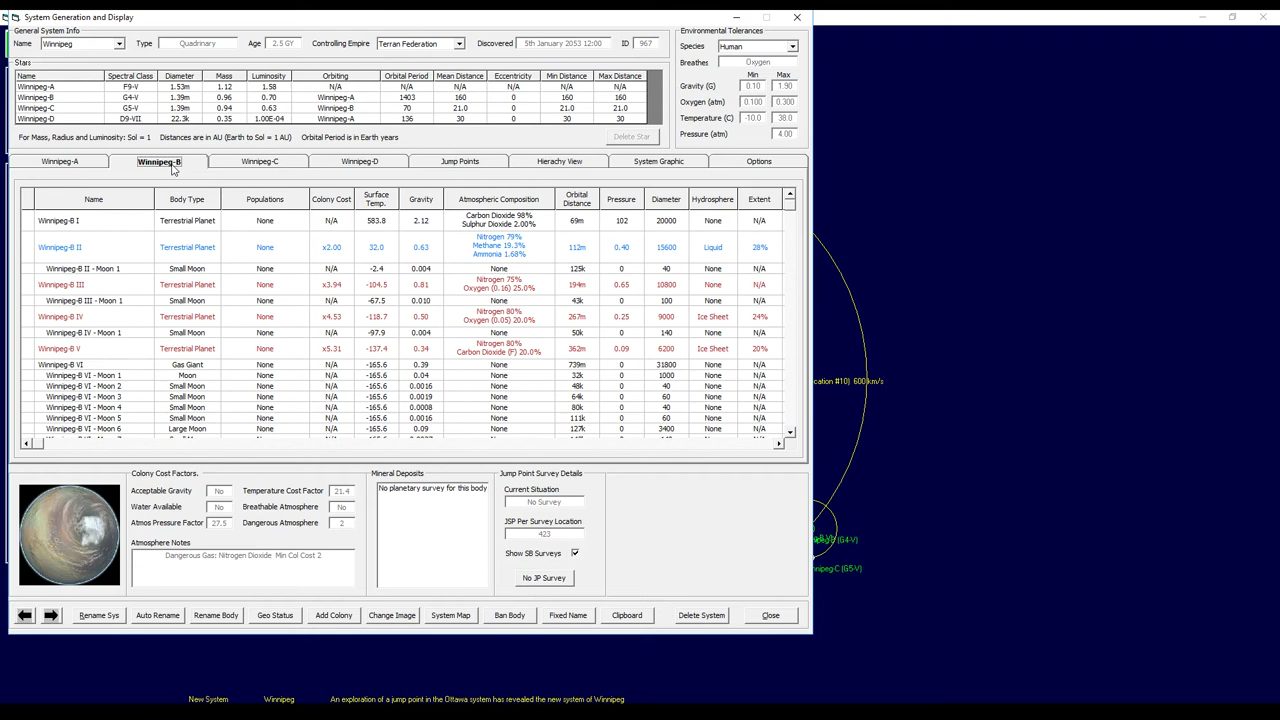 System Generation and Display
General System Info
Name Winnipeg Type Quadrinary Age 2.5 GY Controlling Empire Terran Federation Discovered 5th January 2053 12:00 ID 967
Stars
Name Spectral Class Diameter Mass Luminosity Orbiting Orbital Period Mean Distance Eccentricity Min Distance Max Distance
Winnipeg-A F9-V 1.53m 1.12 1.58 N/A N/A N/A N/A N/A N/A
Winnipeg-B G4-V 1.39m 0.96 0.70 Winnipeg-A 1403 160 0 160 160
Winnipeg-C G5-V 1.39m 0.94 0.63 Winnipeg-B 70 21.0 0 21.0 21.0
Winnipeg-D D9-VII 22.3k 0.35 1.00E-04 Winnipeg-A 136 30 0 30 30
For Mass, Radius and Luminosity: Sol = 1 Distances are in AU (Earth to Sol = 1 AU) Orbital Period is in Earth years
Delete Star
Environmental Tolerances
Species Human
Breathes Oxygen
Min Max
Gravity (G) 0.10 1.90
Oxygen (atm) 0.100 0.300
Temperature (C) -10.0 38.0
Pressure (atm) 4.00
Winnipeg-A Winnipeg-B Winnipeg-C Winnipeg-D Jump Points Hierachy View System Graphic Options
Name Body Type Populations Colony Cost Surface Temp. Gravity Atmospheric Composition Orbital Distance Pressure Diameter Hydrosphere Extent
Winnipeg-B I Terrestrial Planet None N/A 583.8 2.12 Carbon Dioxide 98% Sulphur Dioxide 2.00% 69m 102 20000 None N/A
Winnipeg-B II Terrestrial Planet None x2.00 32.0 0.63 Nitrogen 79% Methane 19.3% Ammonia 1.68% 112m 0.40 15600 Liquid 28%
Winnipeg-B II - Moon 1 Small Moon None N/A -2.4 0.004 None 125k 0 40 None N/A
Winnipeg-B III Terrestrial Planet None x3.94 -104.5 0.81 Nitrogen 75% Oxygen (0.16) 25.0% 194m 0.65 10800 None N/A
Winnipeg-B III - Moon 1 Small Moon None N/A -67.5 0.010 None 43k 0 100 None N/A
Winnipeg-B IV Terrestrial Planet None x4.53 -118.7 0.50 Nitrogen 80% Oxygen (0.05) 20.0% 267m 0.25 9000 Ice Sheet 24%
Winnipeg-B IV - Moon 1 Small Moon None N/A -97.9 0.004 None 50k 0 140 None N/A
Winnipeg-B V Terrestrial Planet None x5.31 -137.4 0.34 Nitrogen 80% Carbon Dioxide (F) 20.0% 362m 0.09 6200 Ice Sheet 20%
Winnipeg-B VI Gas Giant None N/A -165.6 0.39 None 739m 0 31800 None N/A
Winnipeg-B VI - Moon 1 Moon None N/A -165.6 0.04 None 32k 0 1000 None N/A
Winnipeg-B VI - Moon 2 Small Moon None N/A -165.6 0.0016 None 48k 0 40 None N/A
Winnipeg-B VI - Moon 3 Small Moon None N/A -165.6 0.0019 None 64k 0 60 None N/A
Winnipeg-B VI - Moon 4 Small Moon None N/A -165.6 0.0008 None 80k 0 40 None N/A
Winnipeg-B VI - Moon 5 Small Moon None N/A -165.6 0.0016 None 111k 0 60 None N/A
Winnipeg-B VI - Moon 6 Large Moon None N/A -165.6 0.09 None 127k 0 3400 None N/A
Colony Cost Factors.
Acceptable Gravity No Temperature Cost Factor 21.4
Water Available No Breathable Atmosphere No
Atmos Pressure Factor 27.5 Dangerous Atmosphere 2
Atmosphere Notes
Dangerous Gas: Nitrogen Dioxide Min Col Cost 2
Mineral Deposits
No planetary survey for this body
Jump Point Survey Details
Current Situation
No Survey
JSP Per Survey Location
423
Show SB Surveys
No JP Survey
Rename Sys Auto Rename Rename Body Geo Status Add Colony Change Image System Map Ban Body Fixed Name Clipboard Delete System Close
cation #10) 600 km/s
(G4-V)
nnipeg-C (G5-V)
New System Winnipeg An exploration of a jump point in the Ottawa system has revealed the new system of Winnipeg